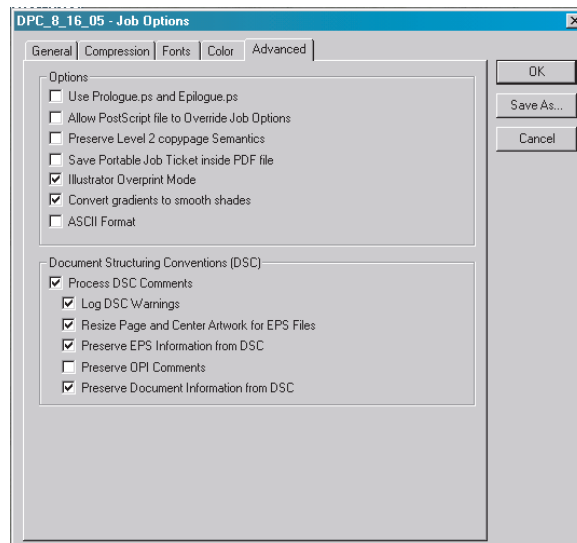 DPC_8_16_05 - Job Options
General Compression Fonts Color Advanced
OK
Save As...
Cancel
Options
Use Prologue.ps and Epilogue.ps
Allow PostScript file to Override Job Options
Preserve Level 2 copypage Semantics
Save Portable Job Ticket inside PDF file
Illustrator Overprint Mode
Convert gradients to smooth shades
ASCII Format
Document Structuring Conventions (DSC)
Process DSC Comments
Log DSC Warnings
Resize Page and Center Artwork for EPS Files
Preserve EPS Information from DSC
Preserve OPI Comments
Preserve Document Information from DSC